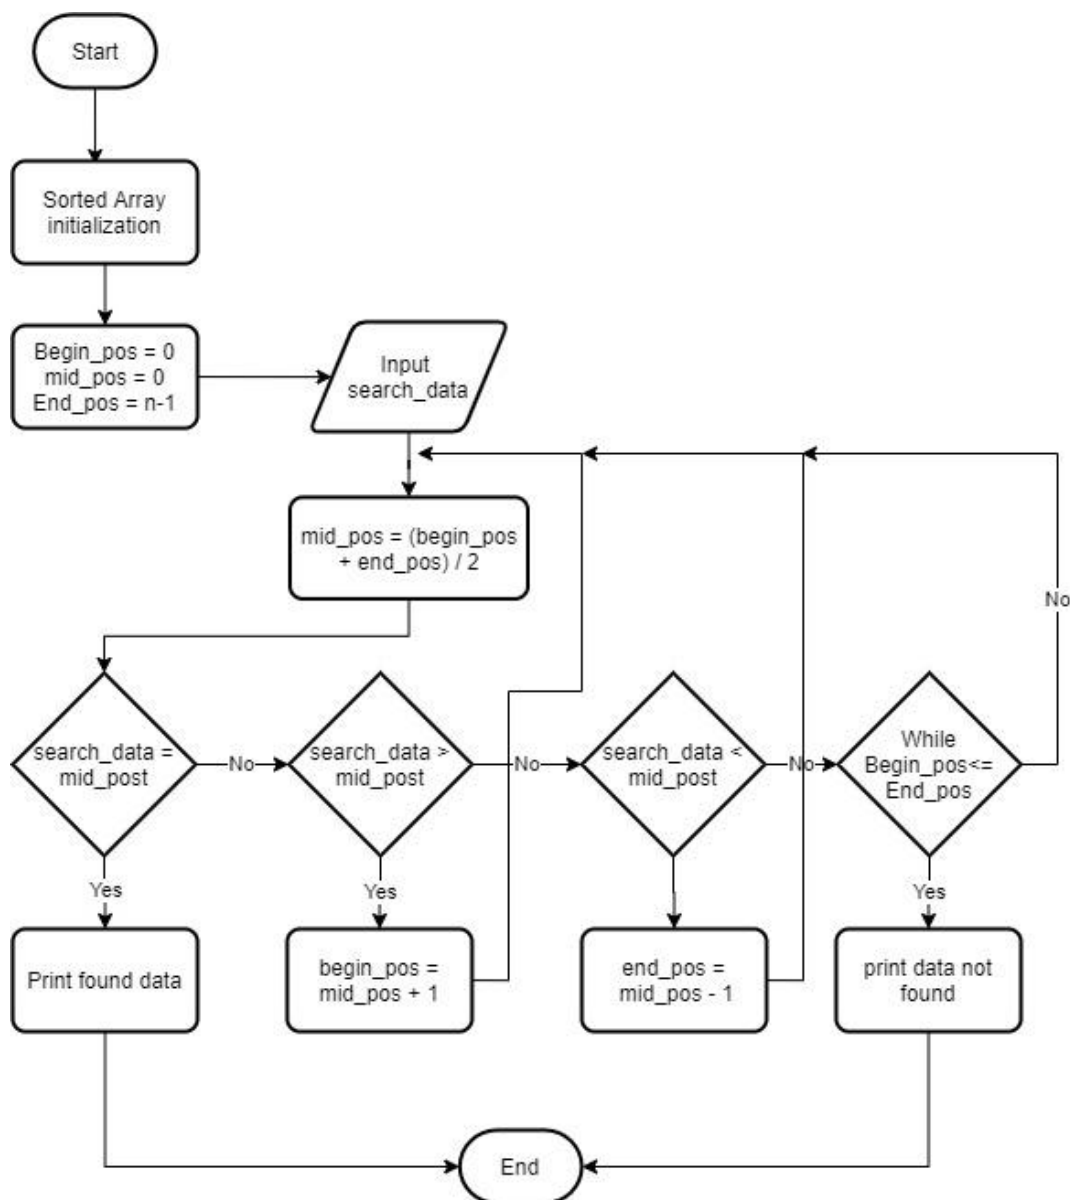 Start
Sorted Array
initialization
Begin_pos = 0
mid_pos = 0
End_pos = n-1
Input
search_data
mid_pos = (begin_pos
+ end_pos) / 2
No
search_data =
mid_post
No
search_data >
mid_post
No
search_data <
mid_post
No
While
Begin_pos<=
End_pos
Yes
Yes
Yes
Print found data
begin_pos =
mid_pos + 1
end_pos =
mid_pos - 1
print data not
found
End